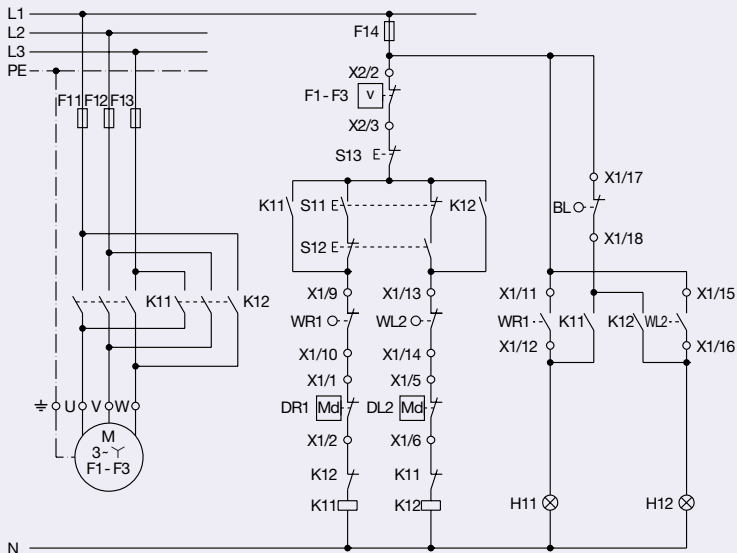 L1
F14
L2
L3
X2/2
PE
F11 F12 F13
F1-F3 v
X2/3
S13 E
X1/17
K11 S11 E K12
BL
S12 E
X1/18
K11 K12
X1/9 X1/13 X1/11 X1/15
WR1 WL2 WR1 K11 K12 WL2
X1/10 X1/14 X1/12 X1/16
X1/1 X1/5
U V W
DR1 Md DL2 Md
M
3~
F1-F3
X1/2 X1/6
K12 K11
K11 K12 H11 H12
N